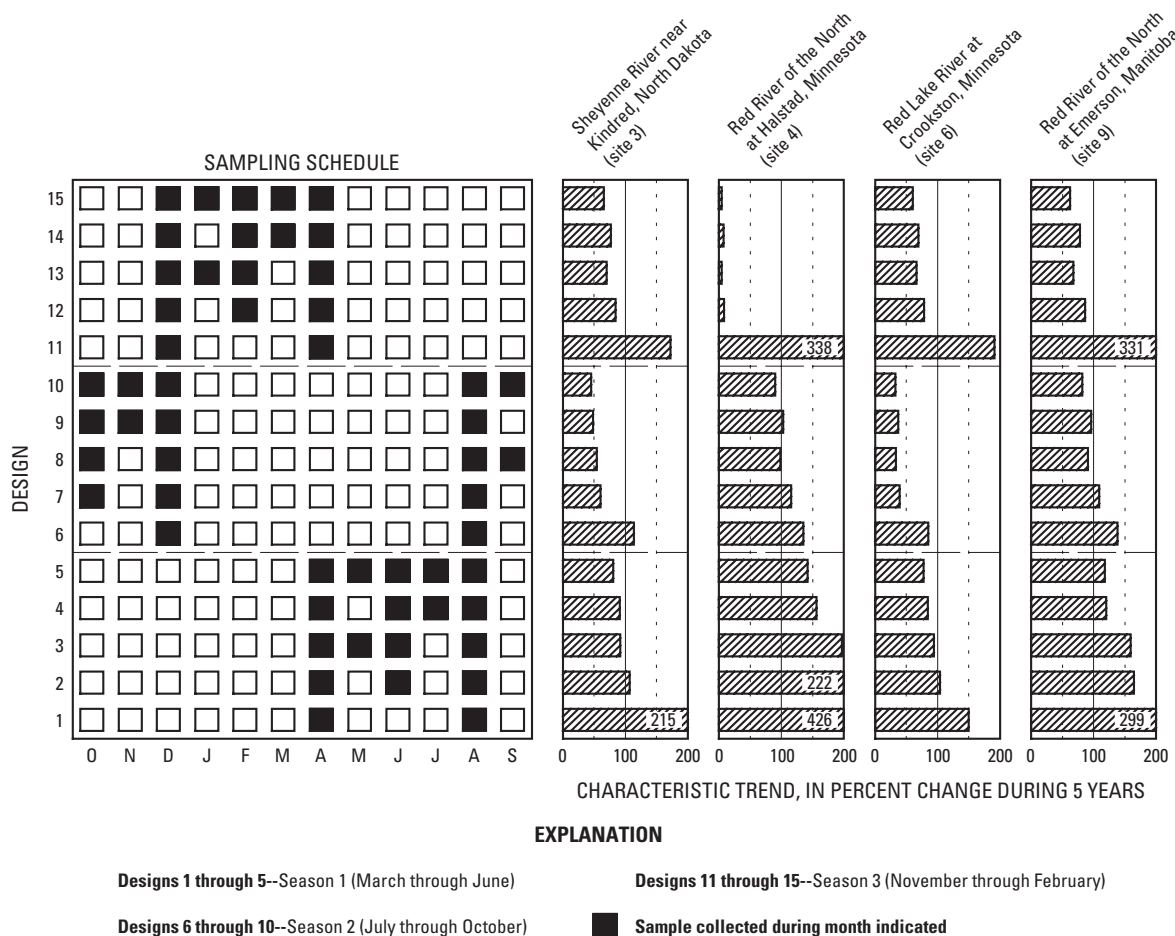 Sheyenne River near
Kindred, North Dakota
(site 3)
Red River of the North
at Halstad, Minnesota
(site 4)
Red Lake River at
Crookston, Minnesota
(site 6)
Red River of the North
at Emerson, Manitoba
(site 9)
SAMPLING SCHEDULE
DESIGN
15
14
13
12
11 338 331
10
9
8
7
6
5
4
3
2 222
1 215 426 299
O N D J F M A M J J A S
0 100 200 0 100 200 0 100 200 0 100 200
CHARACTERISTIC TREND, IN PERCENT CHANGE DURING 5 YEARS
EXPLANATION
Designs 1 through 5--Season 1 (March through June)
Designs 11 through 15--Season 3 (November through February)
Designs 6 through 10--Season 2 (July through October)
Sample collected during month indicated